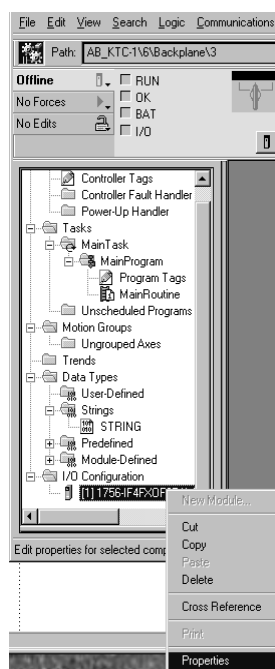 File Edit View Search Logic Communications
Path: AB_KTC-1\6\Backplane\3
Offline
RUN
No Forces
OK
BAT
No Edits
I/O
Controller Tags
Controller Fault Handler
Power-Up Handler
Tasks
MainTask
MainProgram
Program Tags
MainRoutine
Unscheduled Programs
Motion Groups
Ungrouped Axes
Trends
Data Types
User-Defined
Strings
STRING
Predefined
Module-Defined
I/O Configuration
[1] 1756-IF4FXOF
New Module...
Cut
Copy
Paste
Delete
Cross Reference
Print
Properties
Edit properties for selected comp